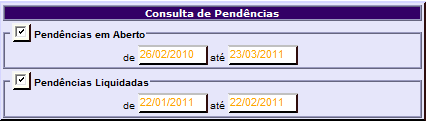 Consulta de Pendências
Pendências em Aberto
de 26/02/2010 até 23/03/2011
Pendências Liquidadas
de 22/01/2011 até 22/02/2011